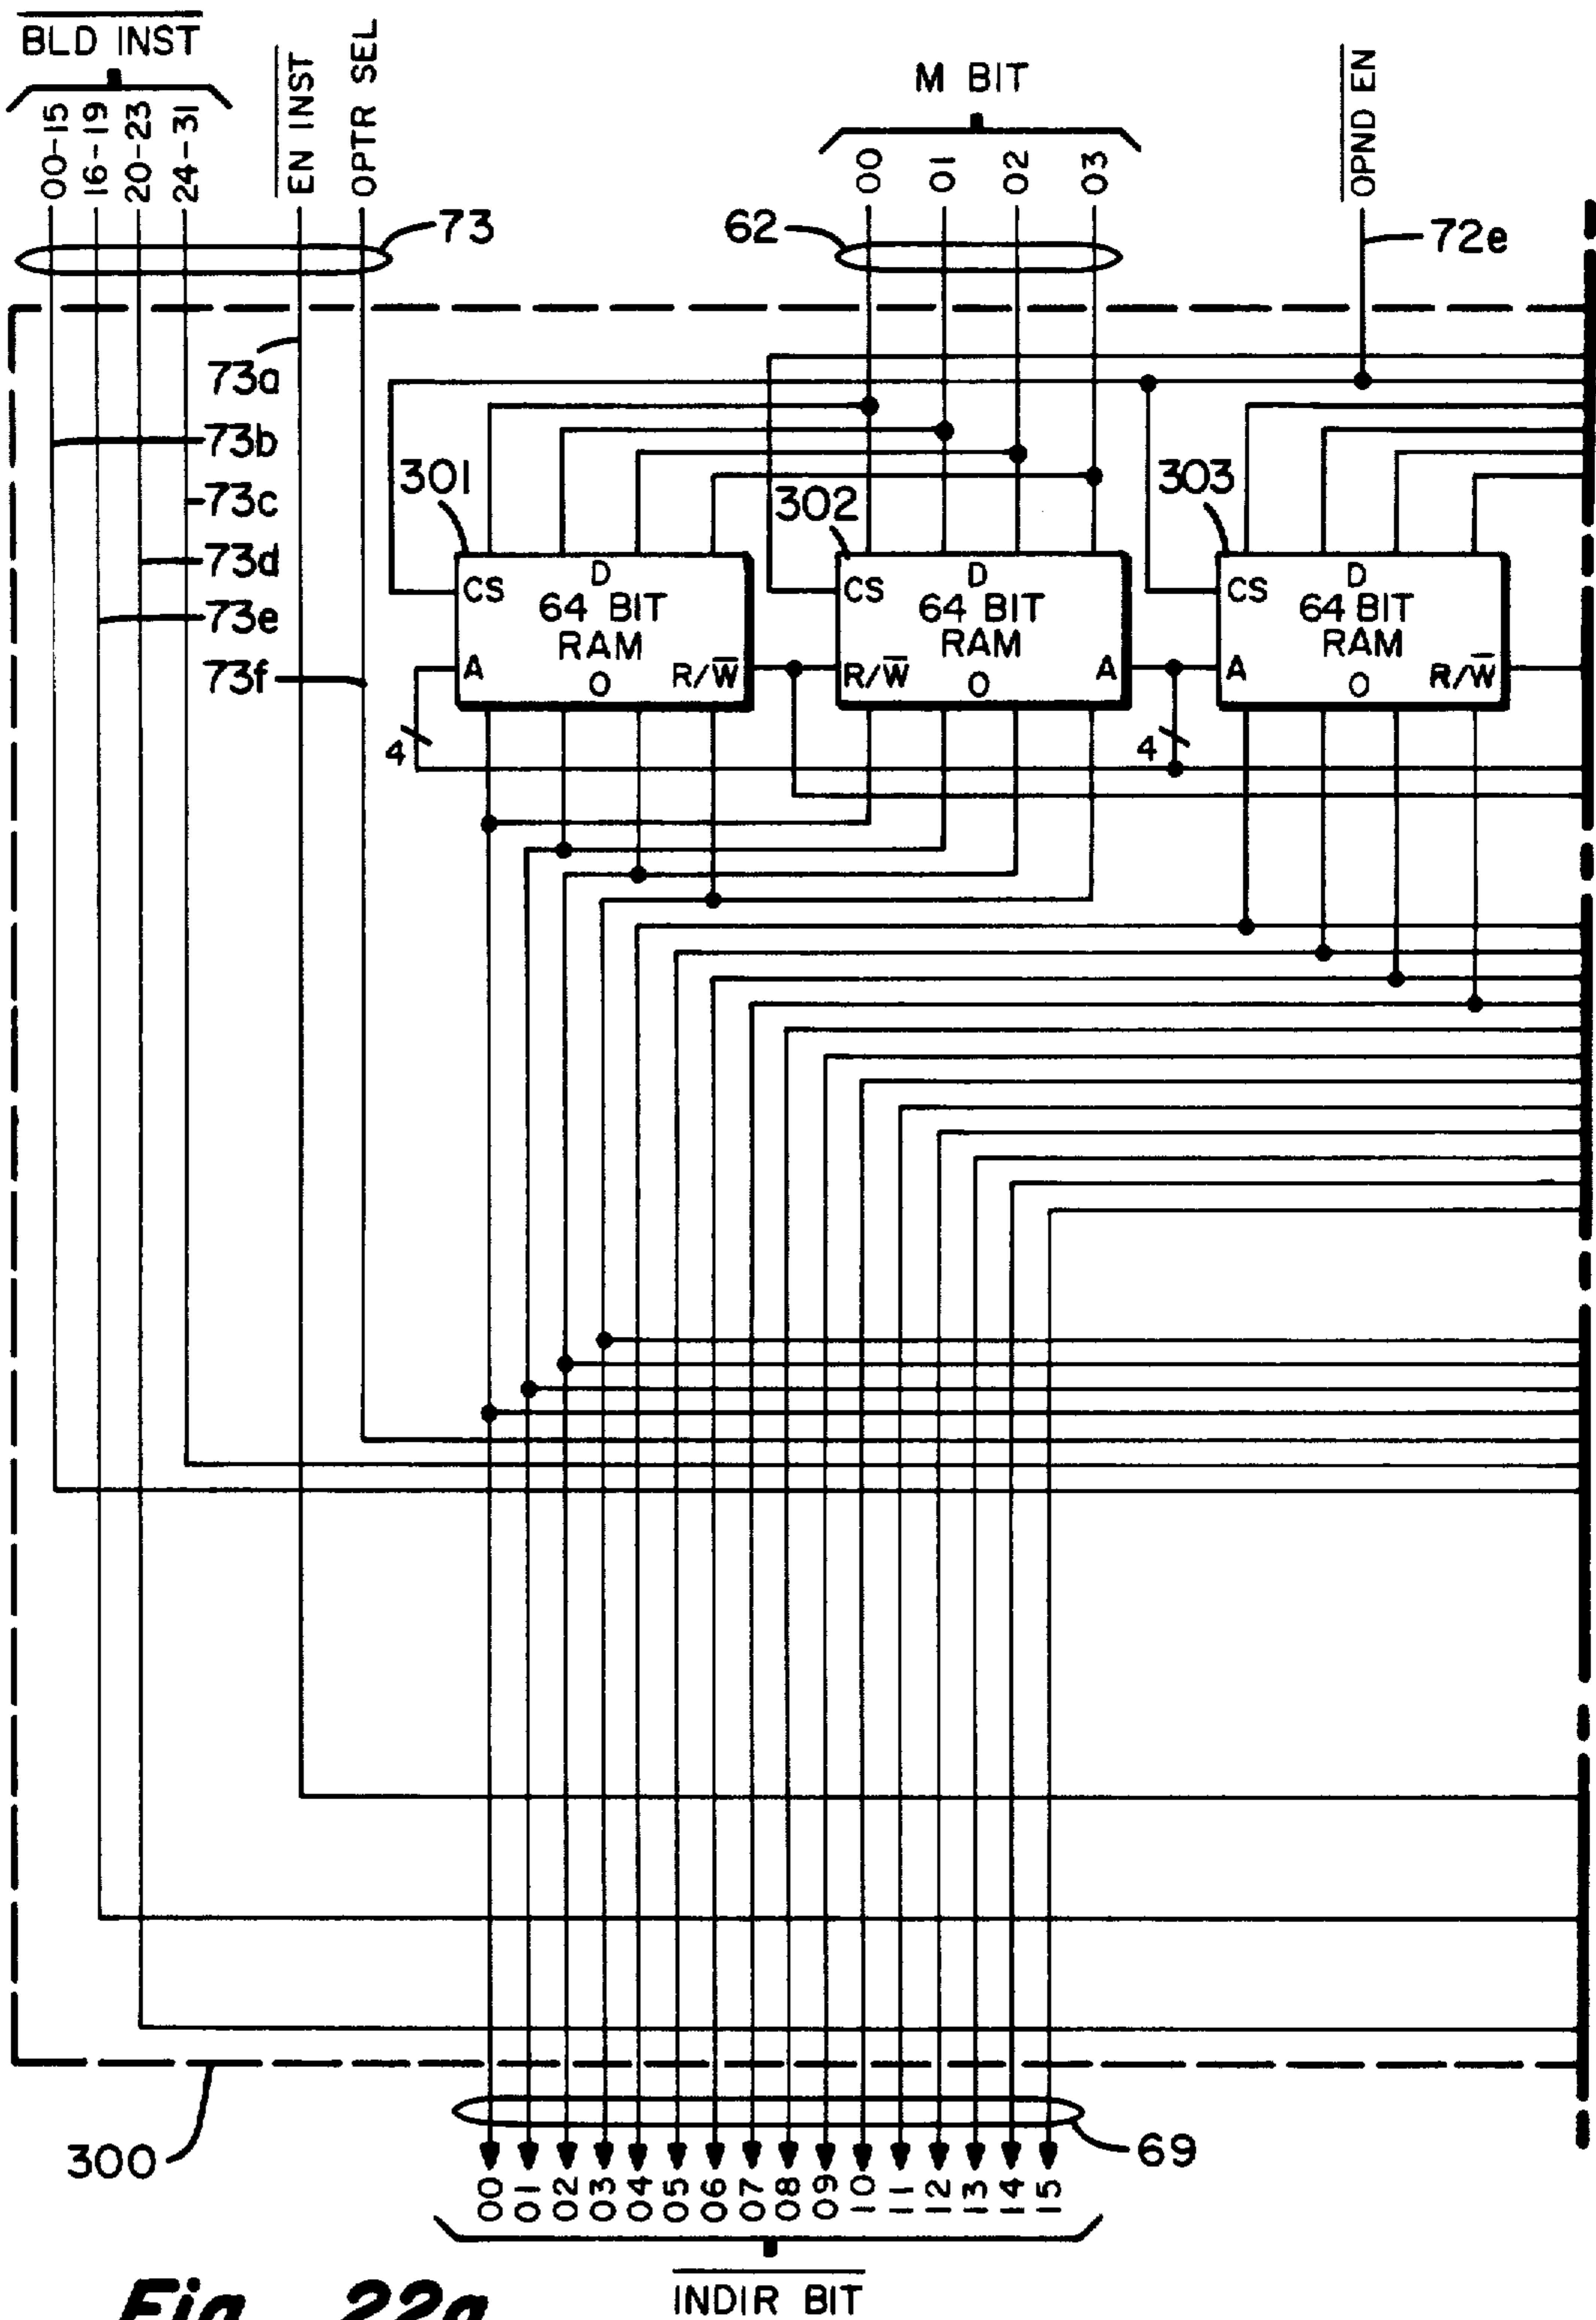 BLD INST
00-15
16-19
20-23
24-31
EN INST
OPTR SEL
M BIT
00
01
02
03
OPND EN
73
62
72e
73a
73b
73c
73d
73e
73f
301
302
303
CS
D
64 BIT
RAM
A
O
R/W
CS
D
64 BIT
RAM
R/W
O
A
CS
D
64 BIT
RAM
A
O
R/W
4
4
300
69
00
01
02
03
04
05
06
07
08
09
10
11
12
13
14
15
INDIR BIT
Fig. 22a